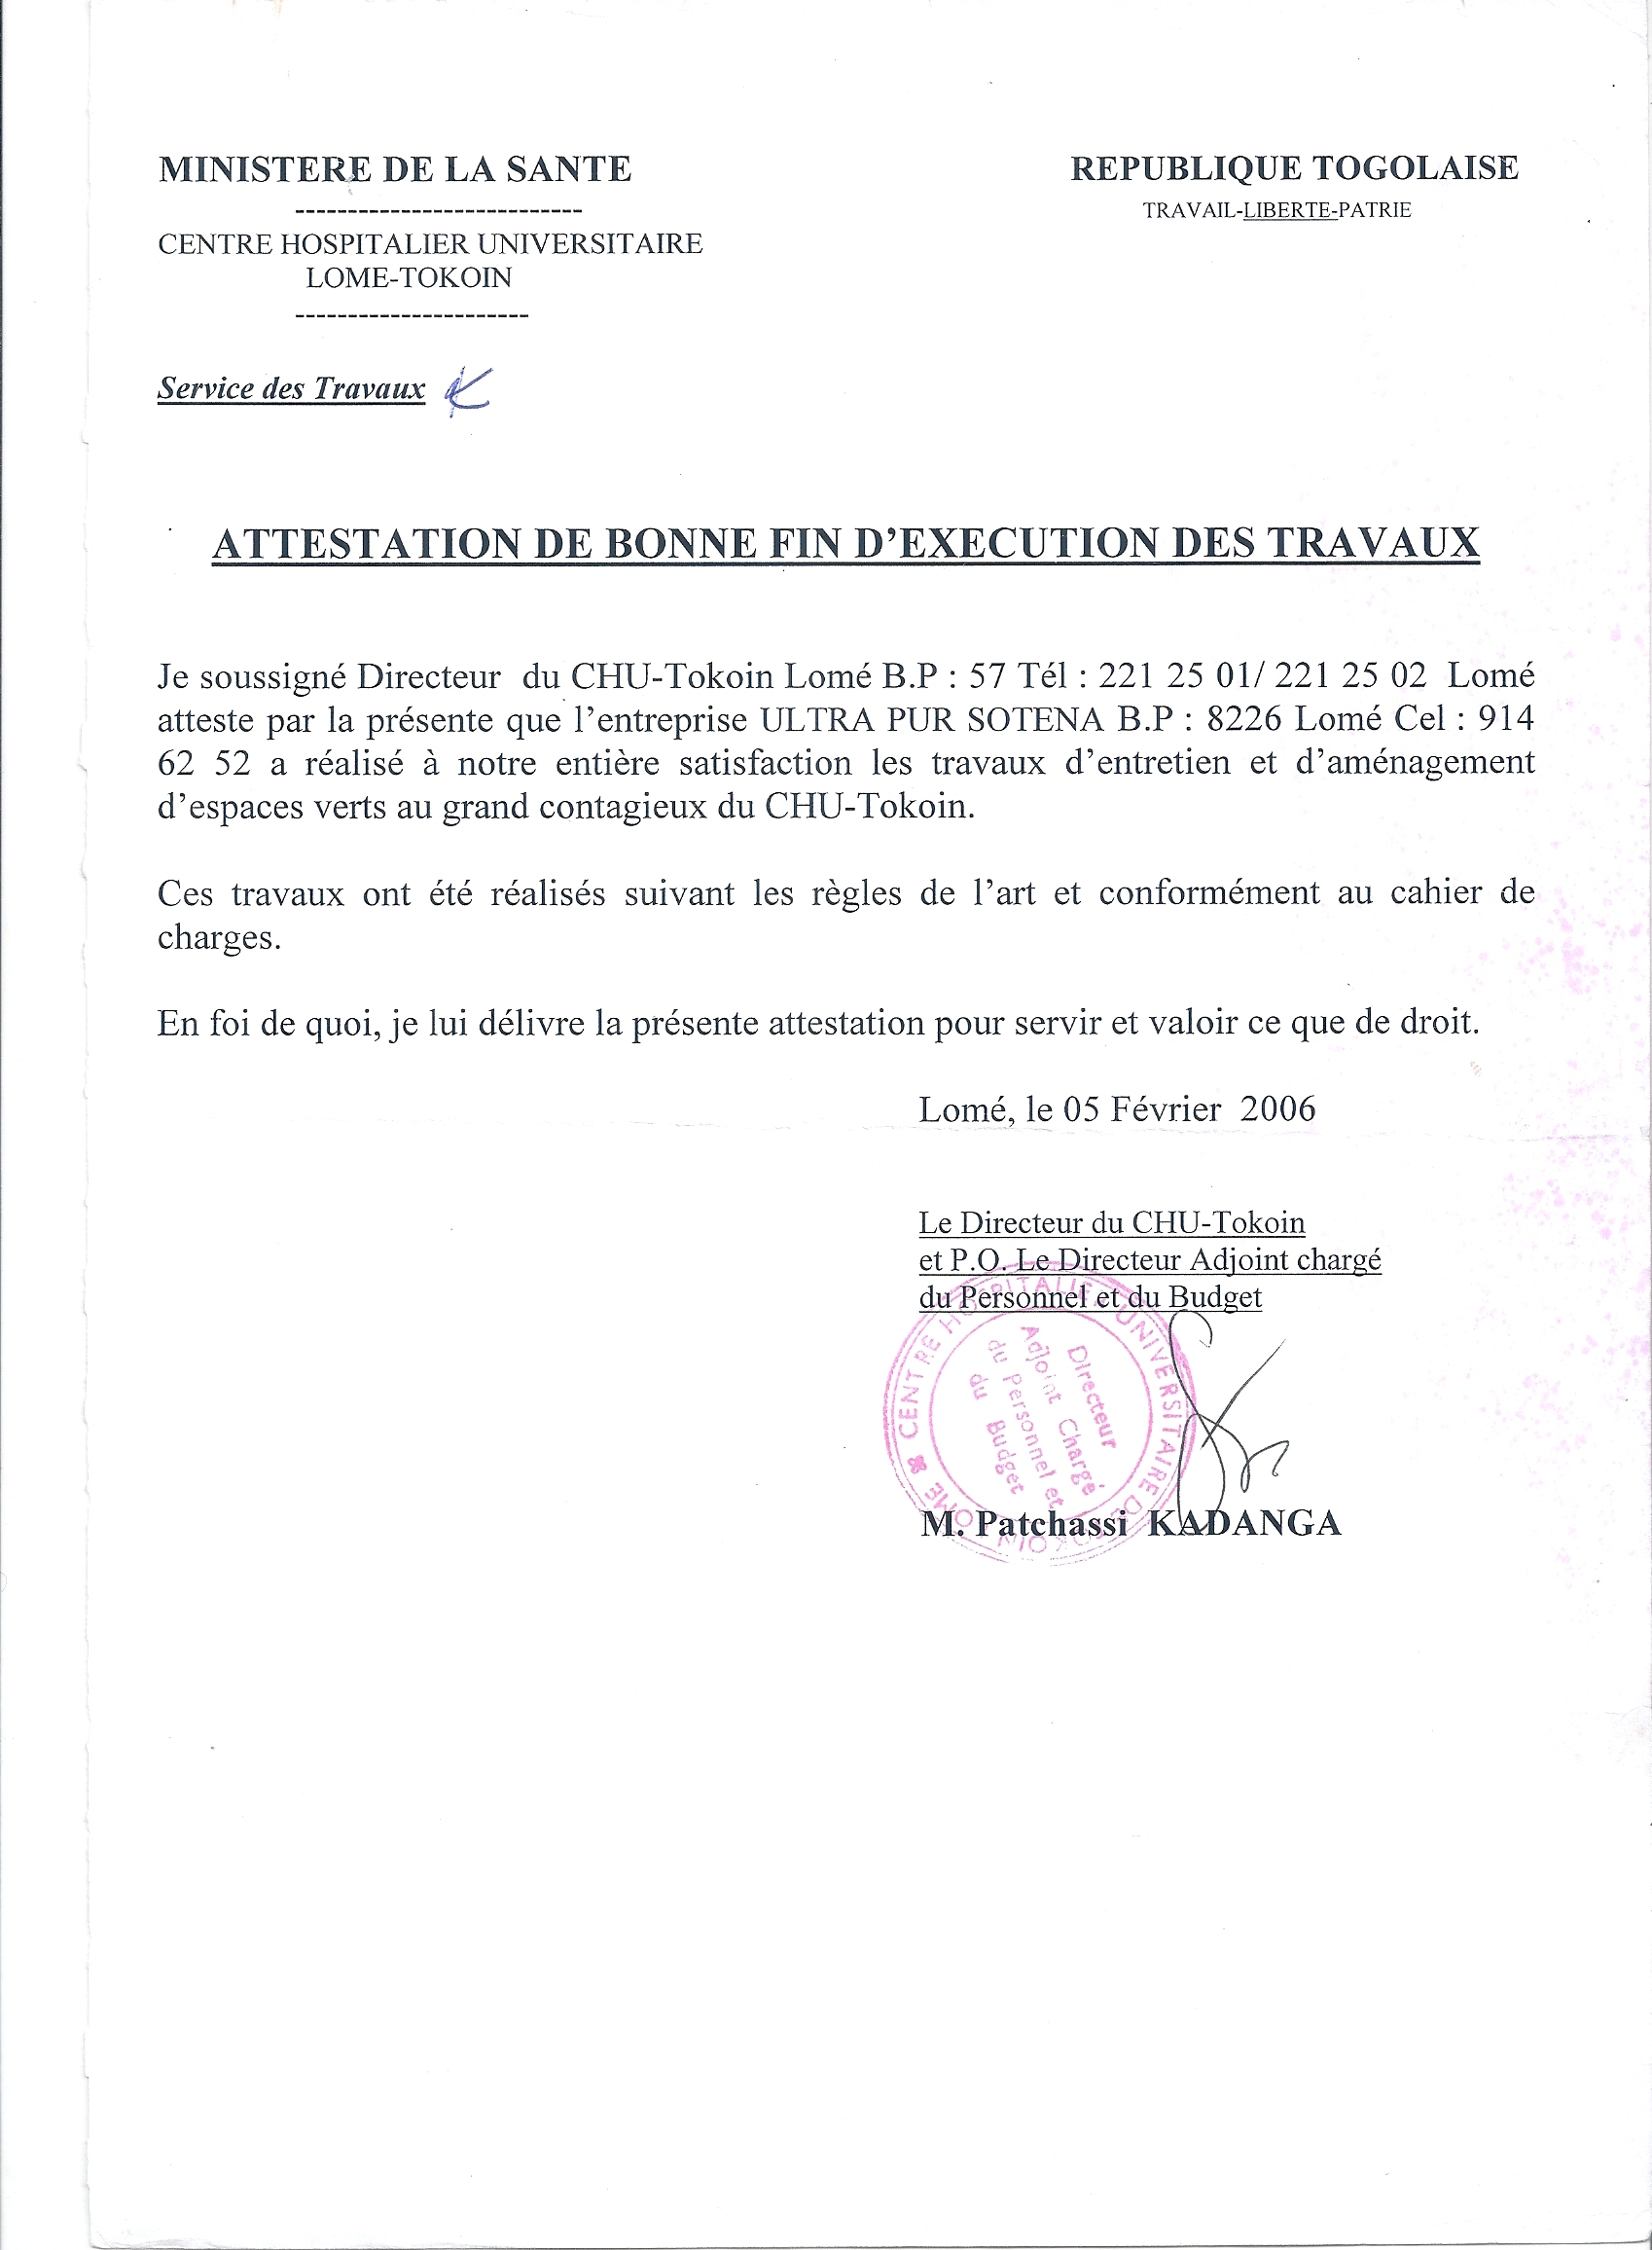 MINISTERE DE LA SANTE
REPUBLIQUE TOGOLAISE
---------------------------
TRAVAIL-LIBERTE-PATRIE
CENTRE HOSPITALIER UNIVERSITAIRE
LOME-TOKOIN
----------------------
Service des Travaux
ATTESTATION DE BONNE FIN D’EXECUTION DES TRAVAUX
Je soussigné Directeur du CHU-Tokoin Lomé B.P : 57 Tél : 221 25 01/ 221 25 02 Lomé
atteste par la présente que l’entreprise ULTRA PUR SOTENA B.P : 8226 Lomé Cel : 914
62 52 a réalisé à notre entière satisfaction les travaux d’entretien et d’aménagement
d’espaces verts au grand contagieux du CHU-Tokoin.
Ces travaux ont été réalisés suivant les règles de l’art et conformément au cahier de
charges.
En foi de quoi, je lui délivre la présente attestation pour servir et valoir ce que de droit.
Lomé, le 05 Février 2006
Le Directeur du CHU-Tokoin
et P.O. Le Directeur Adjoint chargé
du Personnel et du Budget
CENTRE HOSPITALIER UNIVERSITAIRE DE TOKOIN LOME
Directeur
Adjoint Chargé
du Personnel et
du Budget
M. Patchassi KADANGA